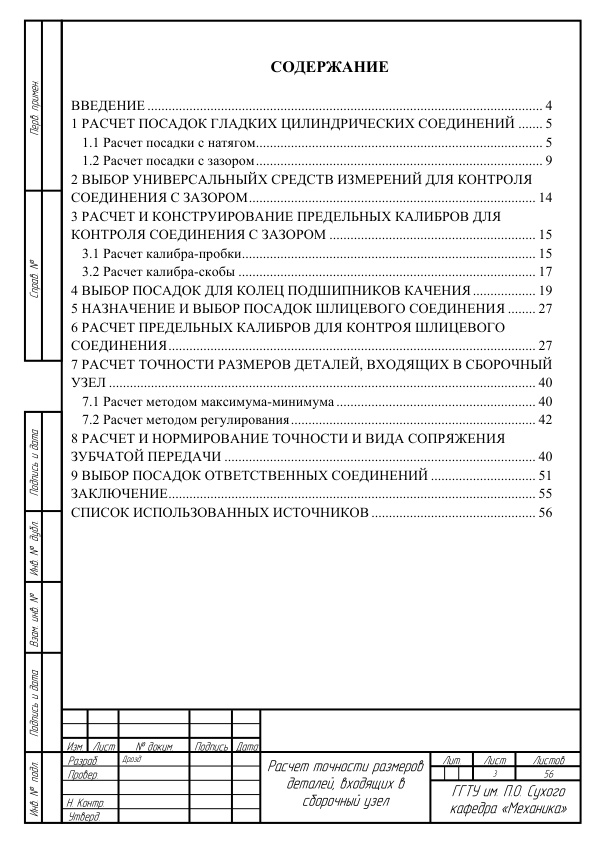 СОДЕРЖАНИЕ
ВВЕДЕНИЕ ........ 4
1 РАСЧЕТ ПОСАДОК ГЛАДКИХ ЦИЛИНДРИЧЕСКИХ СОЕДИНЕНИЙ ....... 5
1.1 Расчет посадки с натягом........ 5
1.2 Расчет посадки с зазором........ 9
2 ВЫБОР УНИВЕРСАЛЬНЫЙХ СРЕДСТВ ИЗМЕРЕНИЙ ДЛЯ КОНТРОЛЯ
СОЕДИНЕНИЯ С ЗАЗОРОМ........ 14
3 РАСЧЕТ И КОНСТРУИРОВАНИЕ ПРЕДЕЛЬНЫХ КАЛИБРОВ ДЛЯ
КОНТРОЛЯ СОЕДИНЕНИЯ С ЗАЗОРОМ ........ 15
3.1 Расчет калибра-пробки........ 15
3.2 Расчет калибра-скобы ........ 17
4 ВЫБОР ПОСАДОК ДЛЯ КОЛЕЦ ПОДШИПНИКОВ КАЧЕНИЯ ........ 19
5 НАЗНАЧЕНИЕ И ВЫБОР ПОСАДОК ШЛИЦЕВОГО СОЕДИНЕНИЯ ........ 27
6 РАСЧЕТ ПРЕДЕЛЬНЫХ КАЛИБРОВ ДЛЯ КОНТРОЯ ШЛИЦЕВОГО
СОЕДИНЕНИЯ........ 27
7 РАСЧЕТ ТОЧНОСТИ РАЗМЕРОВ ДЕТАЛЕЙ, ВХОДЯЩИХ В СБОРОЧНЫЙ
УЗЕЛ ........ 40
7.1 Расчет методом максимума-минимума ........ 40
7.2 Расчет методом регулирования........ 42
8 РАСЧЕТ И НОРМИРОВАНИЕ ТОЧНОСТИ И ВИДА СОПРЯЖЕНИЯ
ЗУБЧАТОЙ ПЕРЕДАЧИ ........ 40
9 ВЫБОР ПОСАДОК ОТВЕТСТВЕННЫХ СОЕДИНЕНИЙ ........ 51
ЗАКЛЮЧЕНИЕ........ 55
СПИСОК ИСПОЛЬЗОВАННЫХ ИСТОЧНИКОВ ........ 56
Перв примен
Справ №
Подпись и дата
Инв № дубл
Взам инв №
Подпись и дата
Инв № подл
Изм Лист № доким Подпись Дата
Разраб Дрозд
Провер
Н. Контр.
Утверд.
Расчет точности размеров
деталей, входящих в
сборочный узел
Лит Лист Листов
3 56
ГГТУ им. П.О. Сухого
кафедра «Механика»